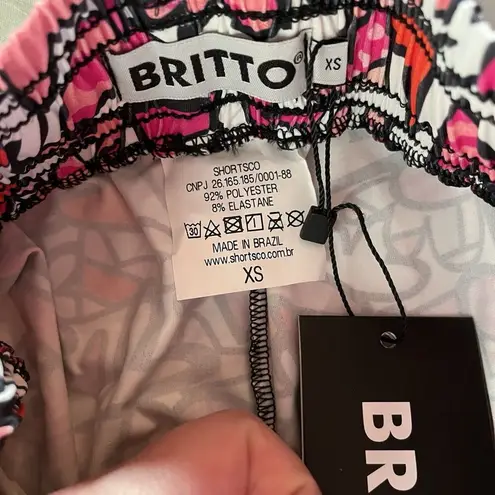 BRITTO®
XS
SHORTSCO
CNPJ 26.165.185/0001-88
92% POLYESTER
8% ELASTANE
30
MADE IN BRAZIL
www.shortsco.com.br
XS
BR